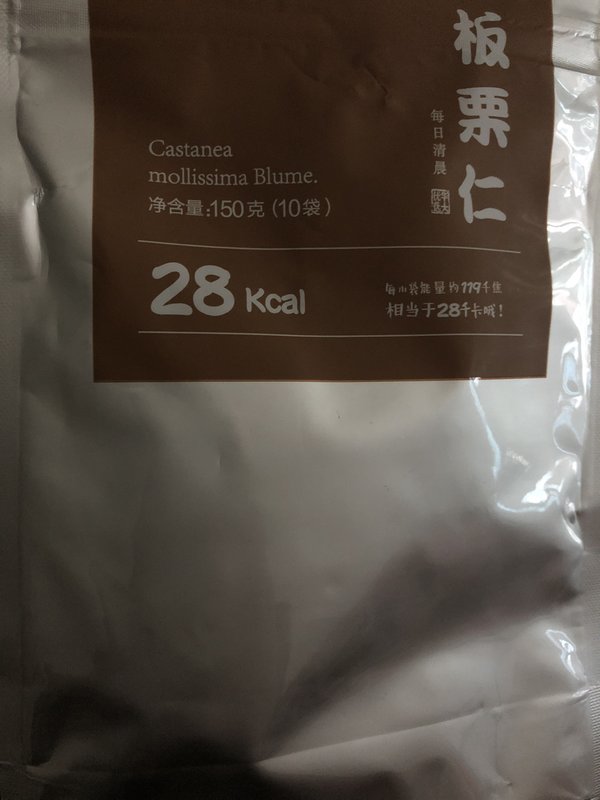 板栗仁
每日清晨
Castanea
mollissima Blume.
净含量:150克(10袋)
28 Kcal
每小袋能量约119千焦
相当于28千卡哦!